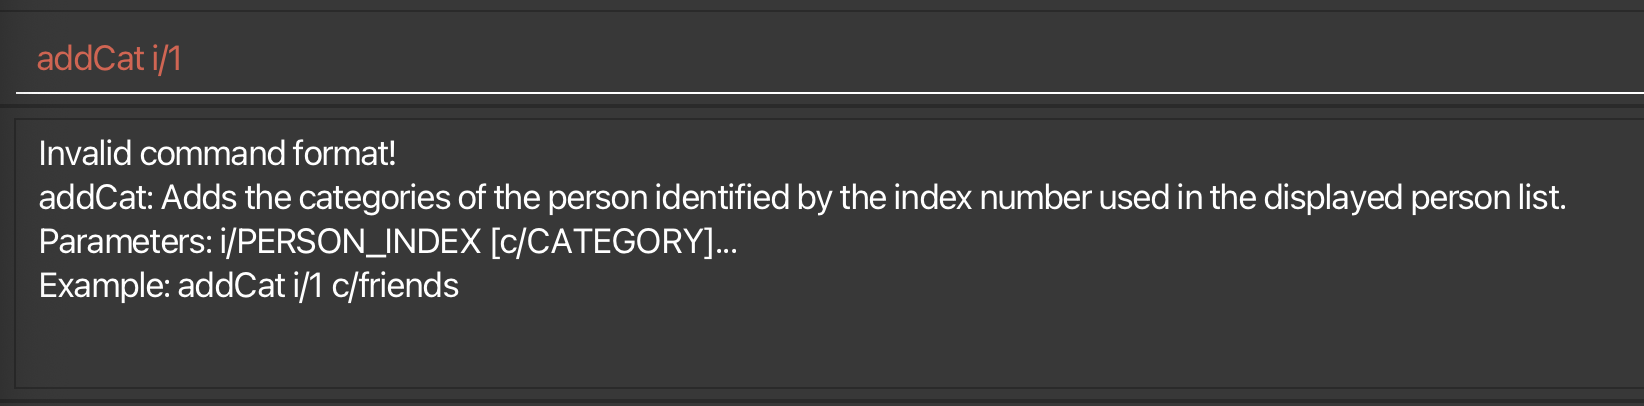 addCat i/1
Invalid command format!
addCat: Adds the categories of the person identified by the index number used in the displayed person list.
Parameters: i/PERSON_INDEX [c/CATEGORY]...
Example: addCat i/1 c/friends